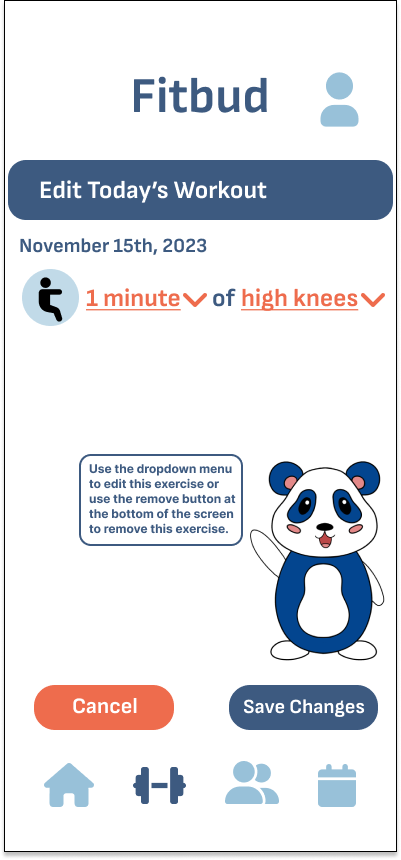 Fitbud
Edit Today's Workout
November 15th, 2023
1 minute of high knees
Use the dropdown menu
to edit this exercise or
use the remove button at
the bottom of the screen
to remove this exercise.
Cancel
Save Changes